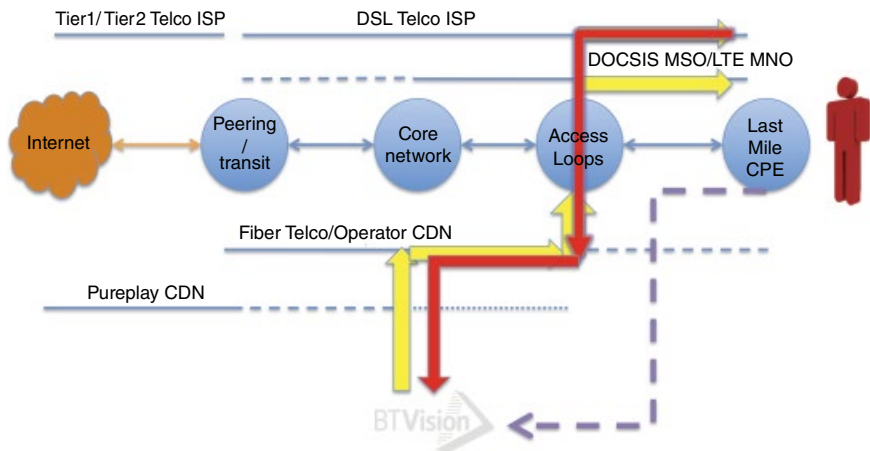 Tier1/ Tier2 Telco ISP
DSL Telco ISP
DOCSIS MSO/LTE MNO
Internet
Peering
/
transit
Core
network
Access
Loops
Last
Mile
CPE
Fiber Telco/Operator CDN
Pureplay CDN
BTVision